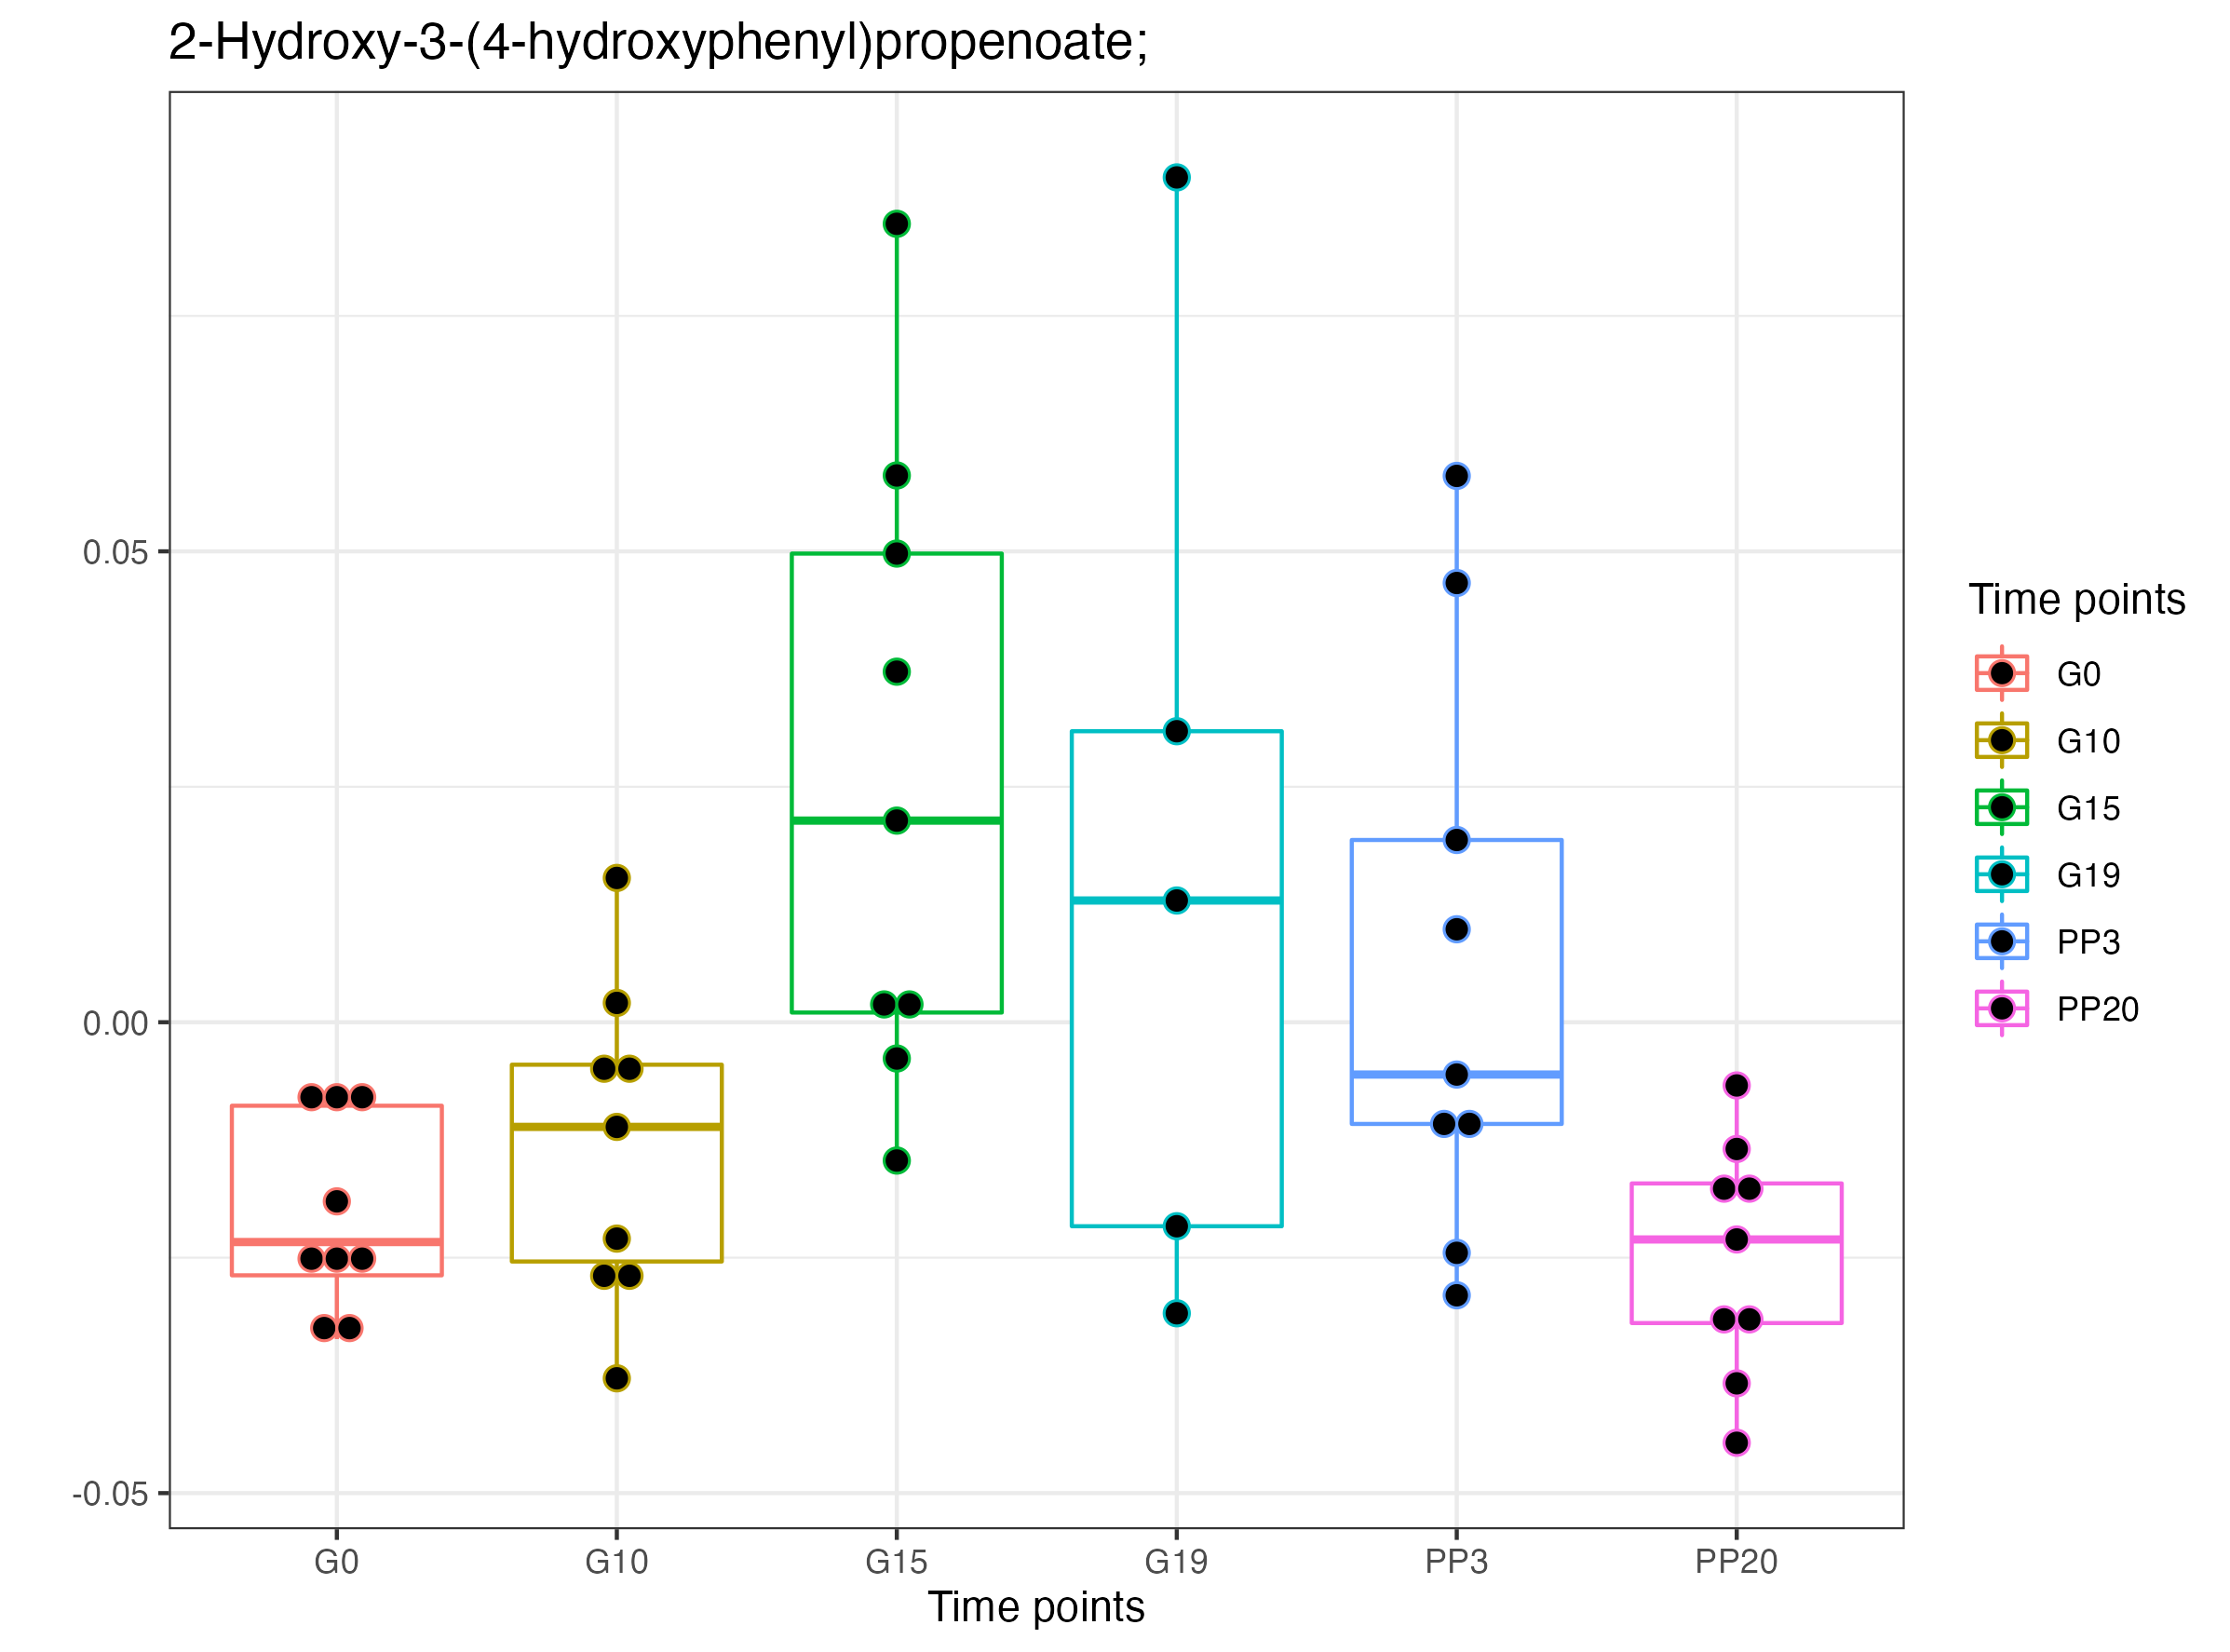 2-Hydroxy-3-(4-hydroxyphenyl)propenoate;
0.05
0.00
-0.05
G0 G10 G15 G19 PP3 PP20
Time points
Time points
G0
G10
G15
G19
PP3
PP20